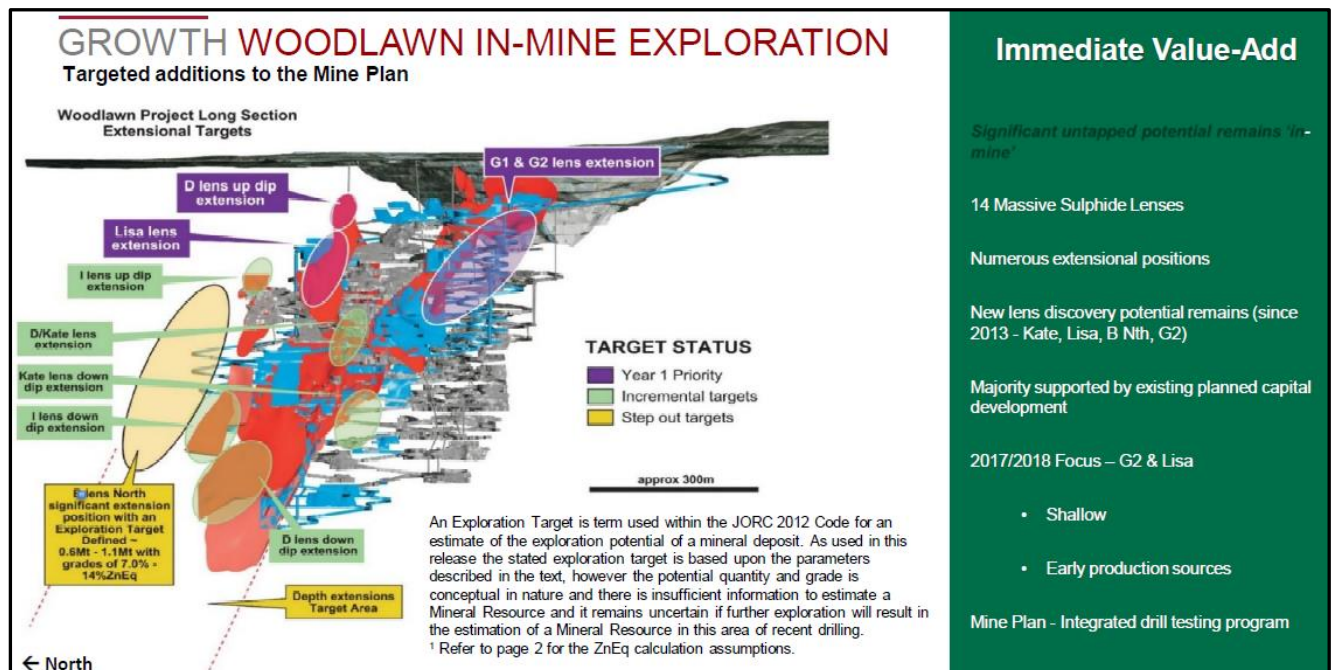 GROWTH WOODLAWN IN-MINE EXPLORATION
Targeted additions to the Mine Plan
Woodlawn Project Long Section
Extensional Targets
G1 & G2 lens extension
D lens up dip
extension
Lisa lens
extension
I lens up dip
extension
D/Kate lens
extension
Kate lens down
dip extension
I lens down
dip extension
lens North
significant extension
position with an
Exploration Target
Defined ~
0.6Mt - 1.1Mt with
grades of 7.0% -
14%ZnEq
D lens down
dip extension
Depth extensions
Target Area
← North
TARGET STATUS
Year 1 Priority
Incremental targets
Step out targets
approx 300m
An Exploration Target is term used within the JORC 2012 Code for an
estimate of the exploration potential of a mineral deposit. As used in this
release the stated exploration target is based upon the parameters
described in the text, however the potential quantity and grade is
conceptual in nature and there is insufficient information to estimate a
Mineral Resource and it remains uncertain if further exploration will result in
the estimation of a Mineral Resource in this area of recent drilling.
¹ Refer to page 2 for the ZnEq calculation assumptions.
Immediate Value-Add
Significant untapped potential remains 'in-
mine'
14 Massive Sulphide Lenses
Numerous extensional positions
New lens discovery potential remains (since
2013 - Kate, Lisa, B Nth, G2)
Majority supported by existing planned capital
development
2017/2018 Focus – G2 & Lisa
• Shallow
• Early production sources
Mine Plan - Integrated drill testing program